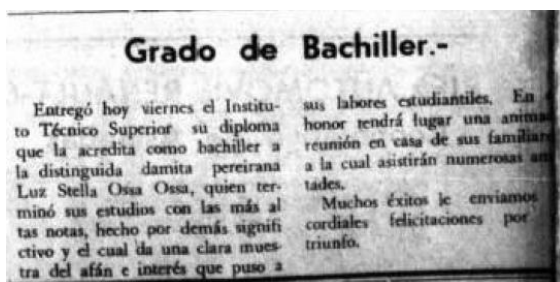 Grado de Bachiller.-
Entregó hoy viernes el Institu-
to Técnico Superior su diploma
que la acredita como bachiller a
la distinguida damita pereirana
Luz Stella Ossa Ossa, quien ter-
minó sus estudios con las más al
tas notas, hecho por demás signifi
ctivo y el cual da una clara mues-
tra del afán e interés que puso a
sus labores estudiantiles. En
honor tendrá lugar una anima
reunión en casa de sus familiar
a la cual asistirán numerosas
tades.
Muchos éxitos le enviamos
cordiales felicitaciones por
triunfo.